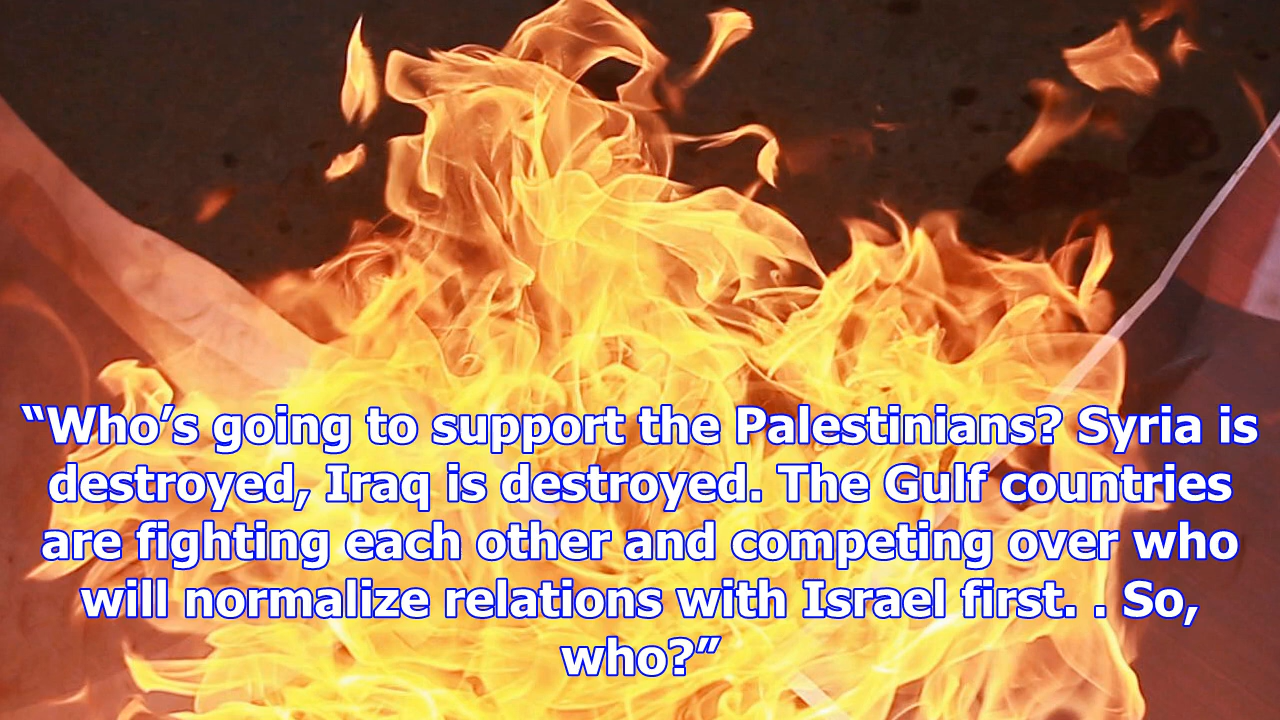 “Who’s going to support the Palestinians? Syria is
destroyed, Iraq is destroyed. The Gulf countries
are fighting each other and competing over who
will normalize relations with Israel first. . So,
who?”